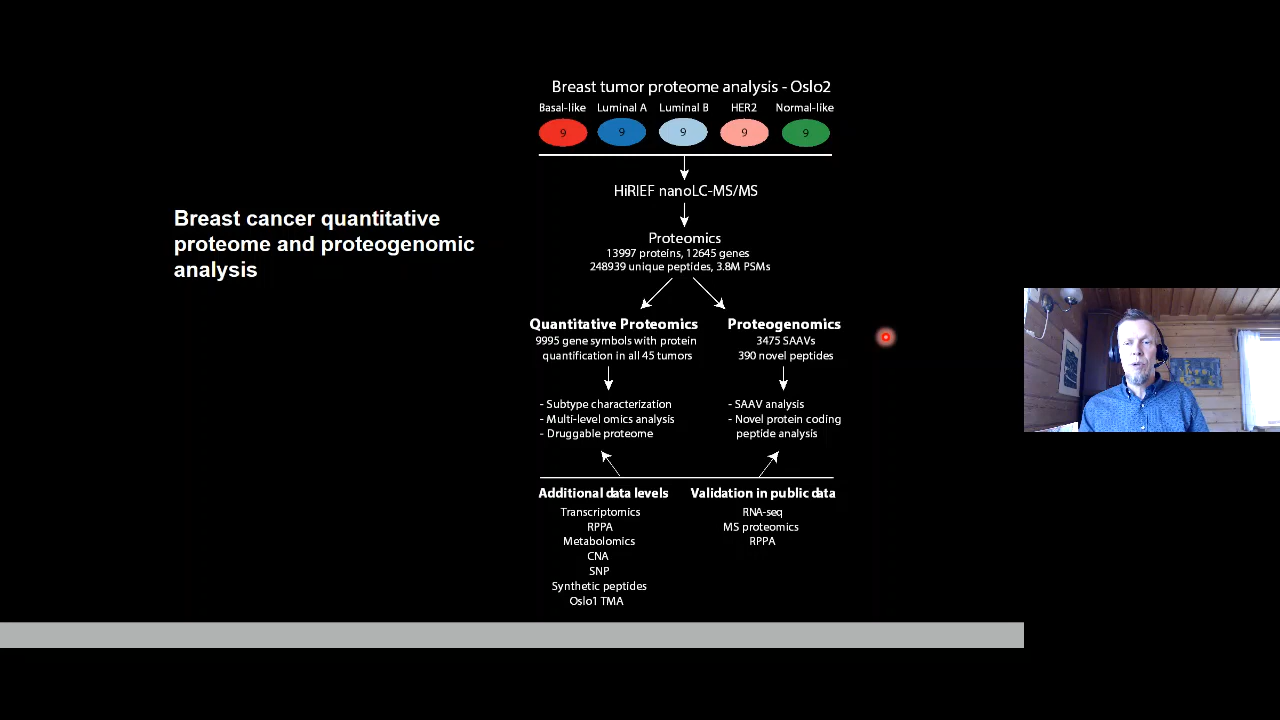 Breast tumor proteome analysis - Oslo2
Basal-like Luminal A Luminal B HER2 Normal-like
9 9 9 9 9
HiRIEF nanoLC-MS/MS
Breast cancer quantitative
proteome and proteogenomic
analysis
Proteomics
13997 proteins, 12645 genes
248939 unique peptides, 3.8M PSMs
Quantitative Proteomics
9995 gene symbols with protein
quantification in all 45 tumors
- Subtype characterization
- Multi-level omics analysis
- Druggable proteome
Proteogenomics
3475 SAAVs
390 novel peptides
- SAAV analysis
- Novel protein coding
peptide analysis
Additional data levels
Transcriptomics
RPPA
Metabolomics
CNA
SNP
Synthetic peptides
Oslo1 TMA
Validation in public data
RNA-seq
MS proteomics
RPPA